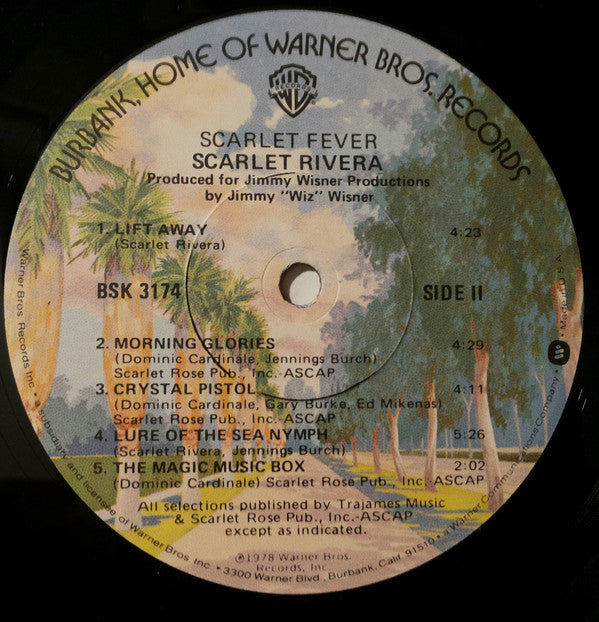 BURBANK, HOME OF WARNER BROS. RECORDS
WB
RECORDS
SCARLET FEVER
SCARLET RIVERA
Produced for Jimmy Wisner Productions
by Jimmy "Wiz" Wisner
1. LIFT AWAY 4:23
(Scarlet Rivera)
BSK 3174 SIDE II
2. MORNING GLORIES 4:29
(Dominic Cardinale, Jennings Burch)
Scarlet Rose Pub., Inc.-ASCAP
3. CRYSTAL PISTOL 4:11
(Dominic Cardinale, Gary Burke, Ed Mikenas)
Scarlet Rose Pub., Inc.-ASCAP
4. LURE OF THE SEA NYMPH 5:26
(Scarlet Rivera, Jennings Burch)
5. THE MAGIC MUSIC BOX 2:02
(Dominic Cardinale) Scarlet Rose Pub., Inc.-ASCAP
All selections published by Trajames Music
& Scarlet Rose Pub., Inc.-ASCAP
except as indicated.
℗1978 Warner Bros.
Records, Inc.
Warner Bros. Records Inc. • a subsidiary and licensee of Warner Bros. Inc. • 3300 Warner Blvd., Burbank, Calif. 91510 • a Warner Communications Company • Made in U.S.A.